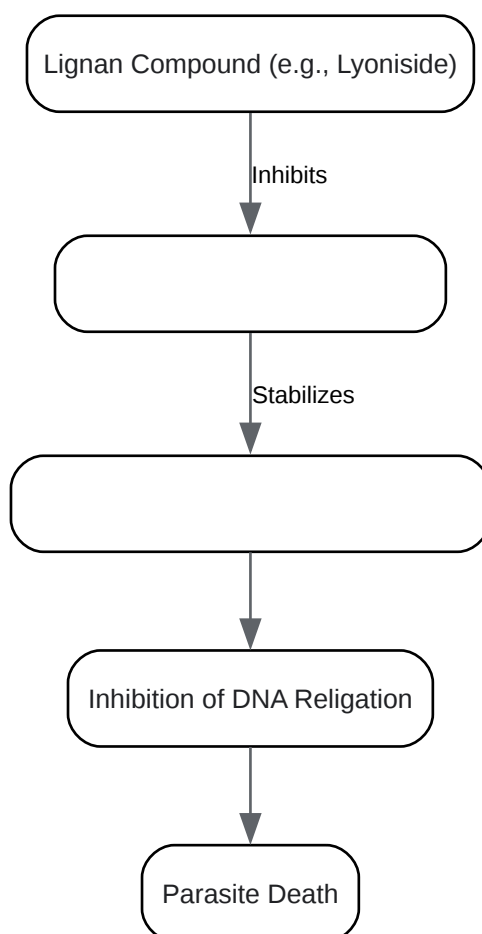 Lignan Compound (e.g., Lyoniside)
Inhibits
Stabilizes
Inhibition of DNA Religation
Parasite Death